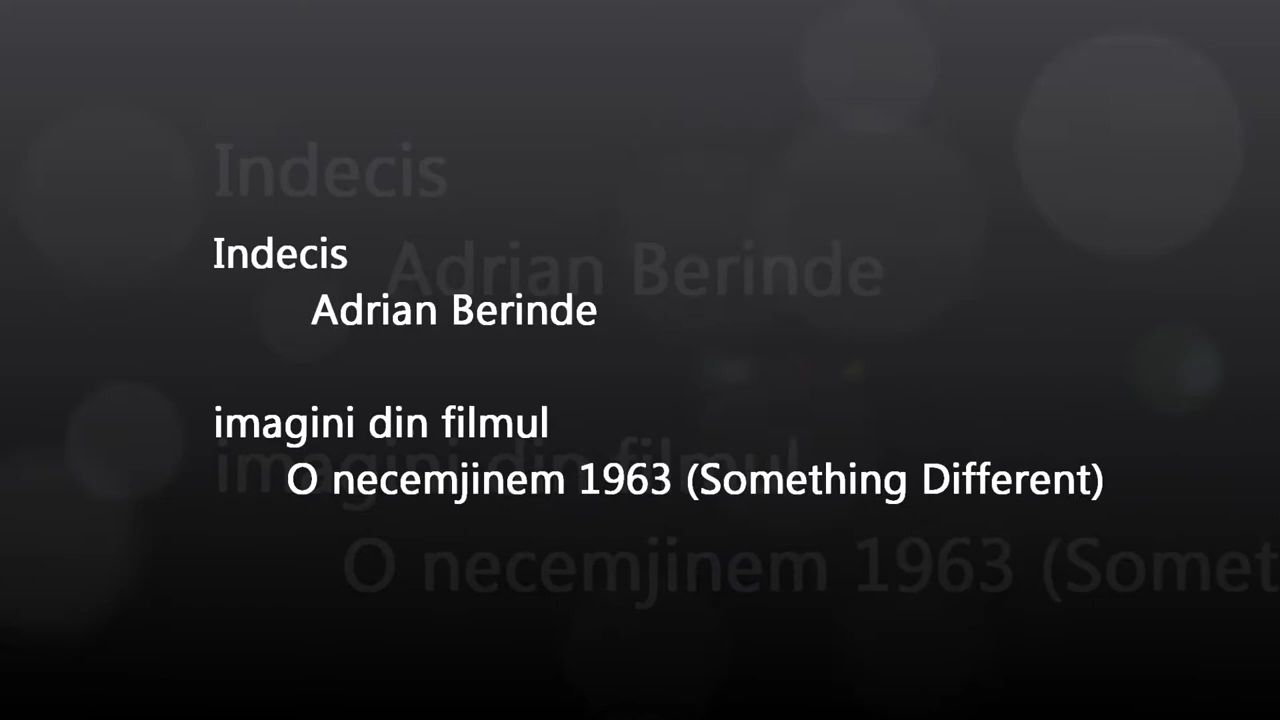 Indecis
Adrian Berinde
imagini din filmul
O necemjinem 1963 (Something Different)